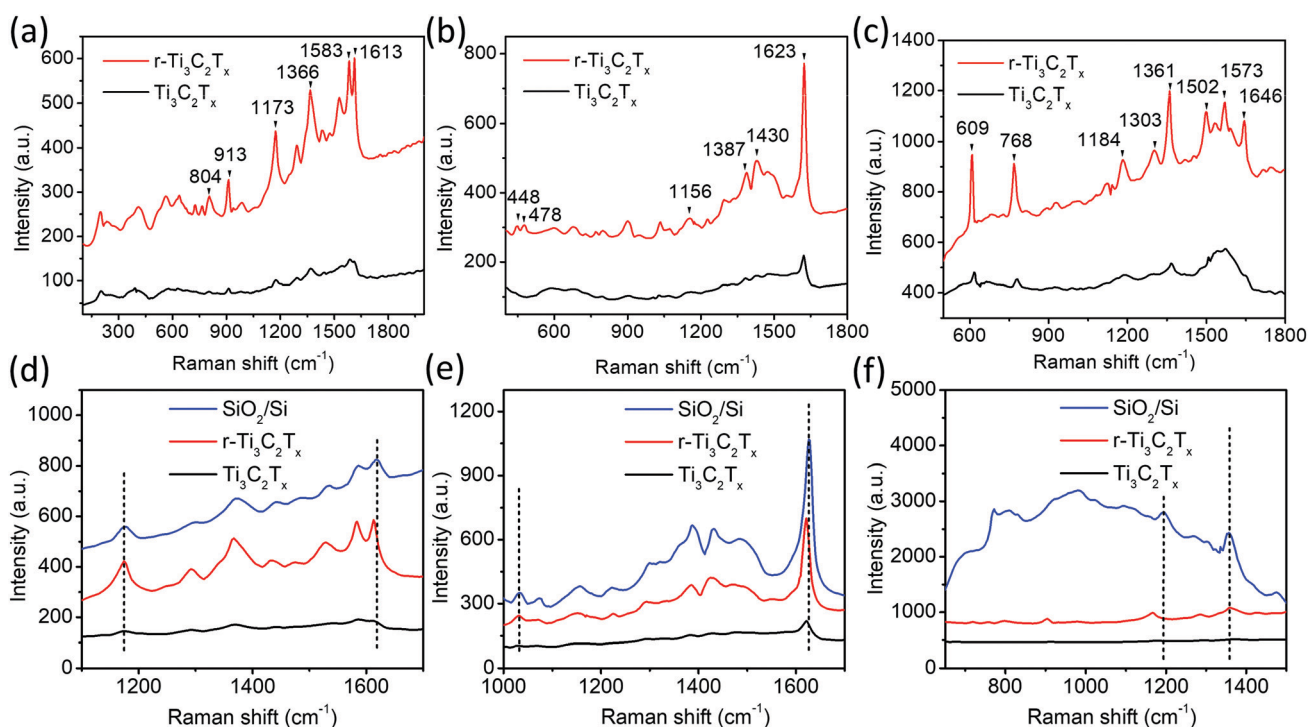 (a)
r-Ti₃C₂Tₓ
Ti₃C₂Tₓ
804
913
1173
1366
1583
1613
600
500
400
300
200
100
300 600 900 1200 1500 1800
Intensity (a.u.)
Raman shift (cm⁻¹)
(b)
r-Ti₃C₂Tₓ
Ti₃C₂Tₓ
448
478
1156
1387
1430
1623
800
600
400
200
600 900 1200 1500 1800
Intensity (a.u.)
Raman shift (cm⁻¹)
(c)
r-Ti₃C₂Tₓ
Ti₃C₂Tₓ
609
768
1184
1303
1361
1502
1573
1646
1400
1200
1000
800
600
400
600 900 1200 1500 1800
Intensity (a.u.)
Raman shift (cm⁻¹)
(d)
SiO₂/Si
r-Ti₃C₂Tₓ
Ti₃C₂Tₓ
1000
800
600
400
200
0
1200 1400 1600
Intensity (a.u.)
Raman shift (cm⁻¹)
(e)
SiO₂/Si
r-Ti₃C₂Tₓ
Ti₃C₂Tₓ
1200
900
600
300
0
1000 1200 1400 1600
Intensity (a.u.)
Raman shift (cm⁻¹)
(f)
SiO₂/Si
r-Ti₃C₂Tₓ
Ti₃C₂Tₓ
5000
4000
3000
2000
1000
0
800 1000 1200 1400
Intensity (a.u.)
Raman shift (cm⁻¹)